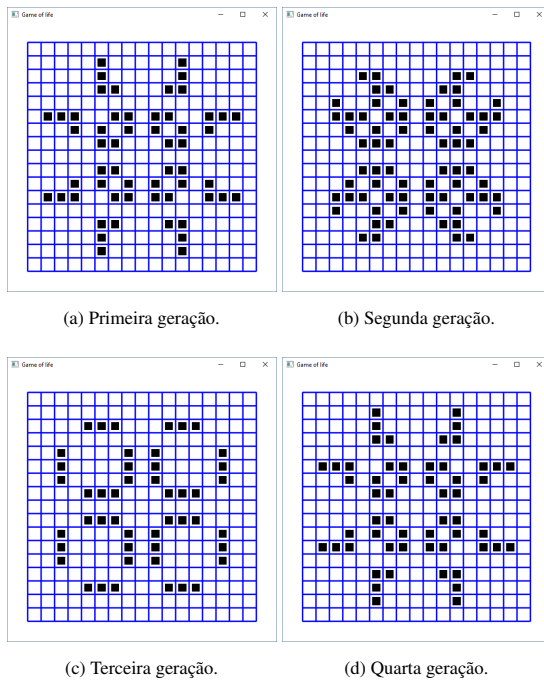 Game of life
Game of life
(a) Primeira geração.
(b) Segunda geração.
Game of life
Game of life
(c) Terceira geração.
(d) Quarta geração.